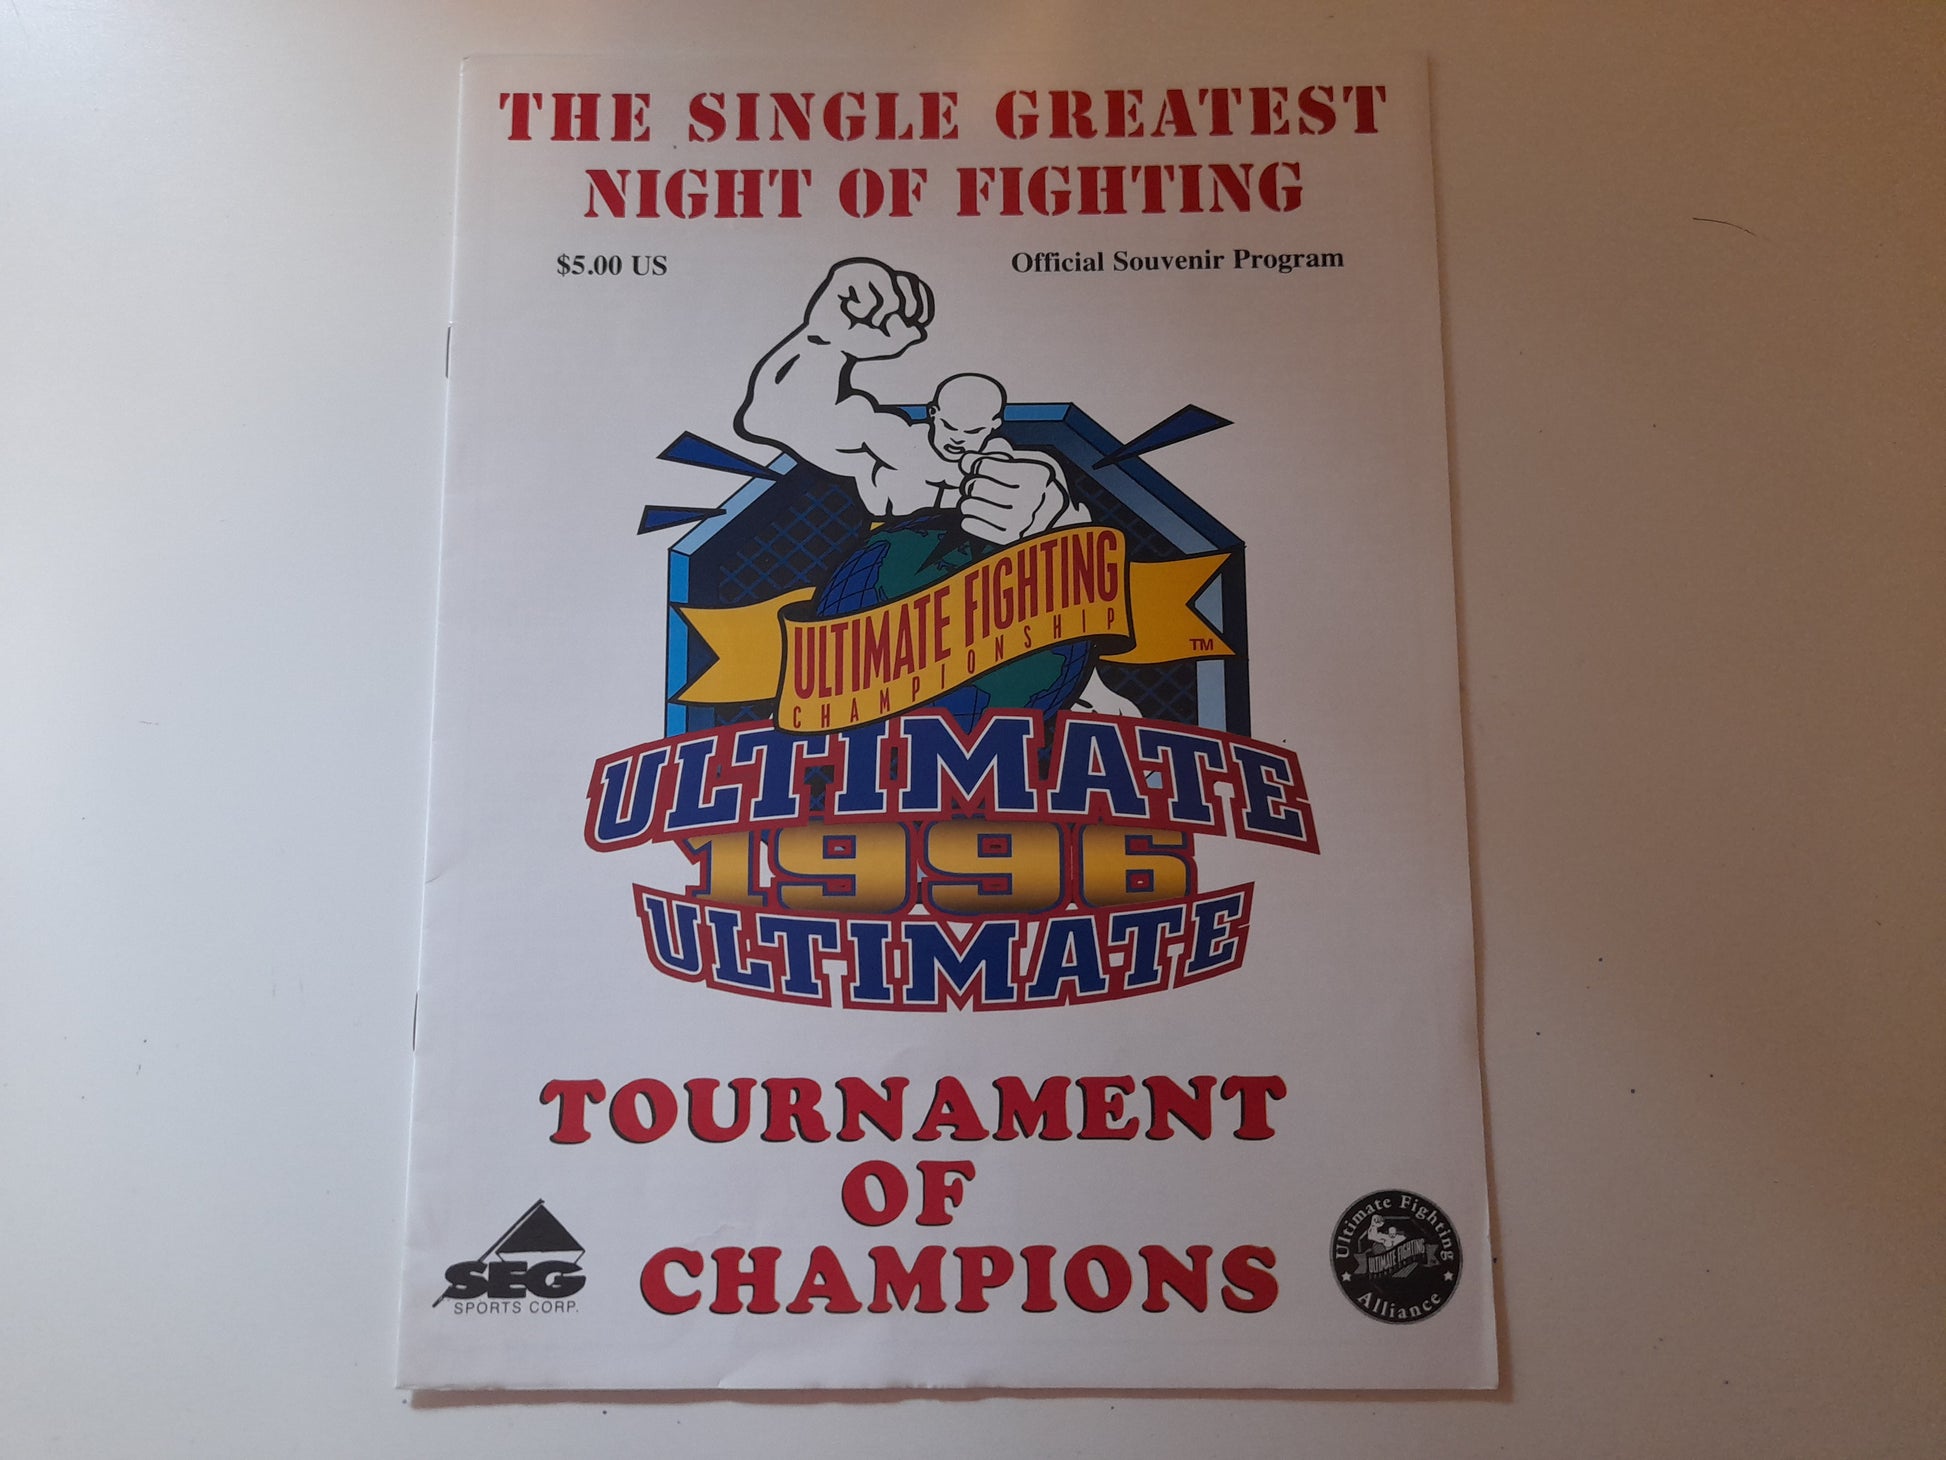 THE SINGLE GREATEST
NIGHT OF FIGHTING
$5.00 US
Official Souvenir Program
ULTIMATE FIGHTING
CHAMPIONSHIP
TM
ULTIMATE
1996
ULTIMATE
TOURNAMENT
OF
CHAMPIONS
SEG
SPORTS CORP.
Ultimate Fighting
ULTIMATE FIGHTING
Alliance